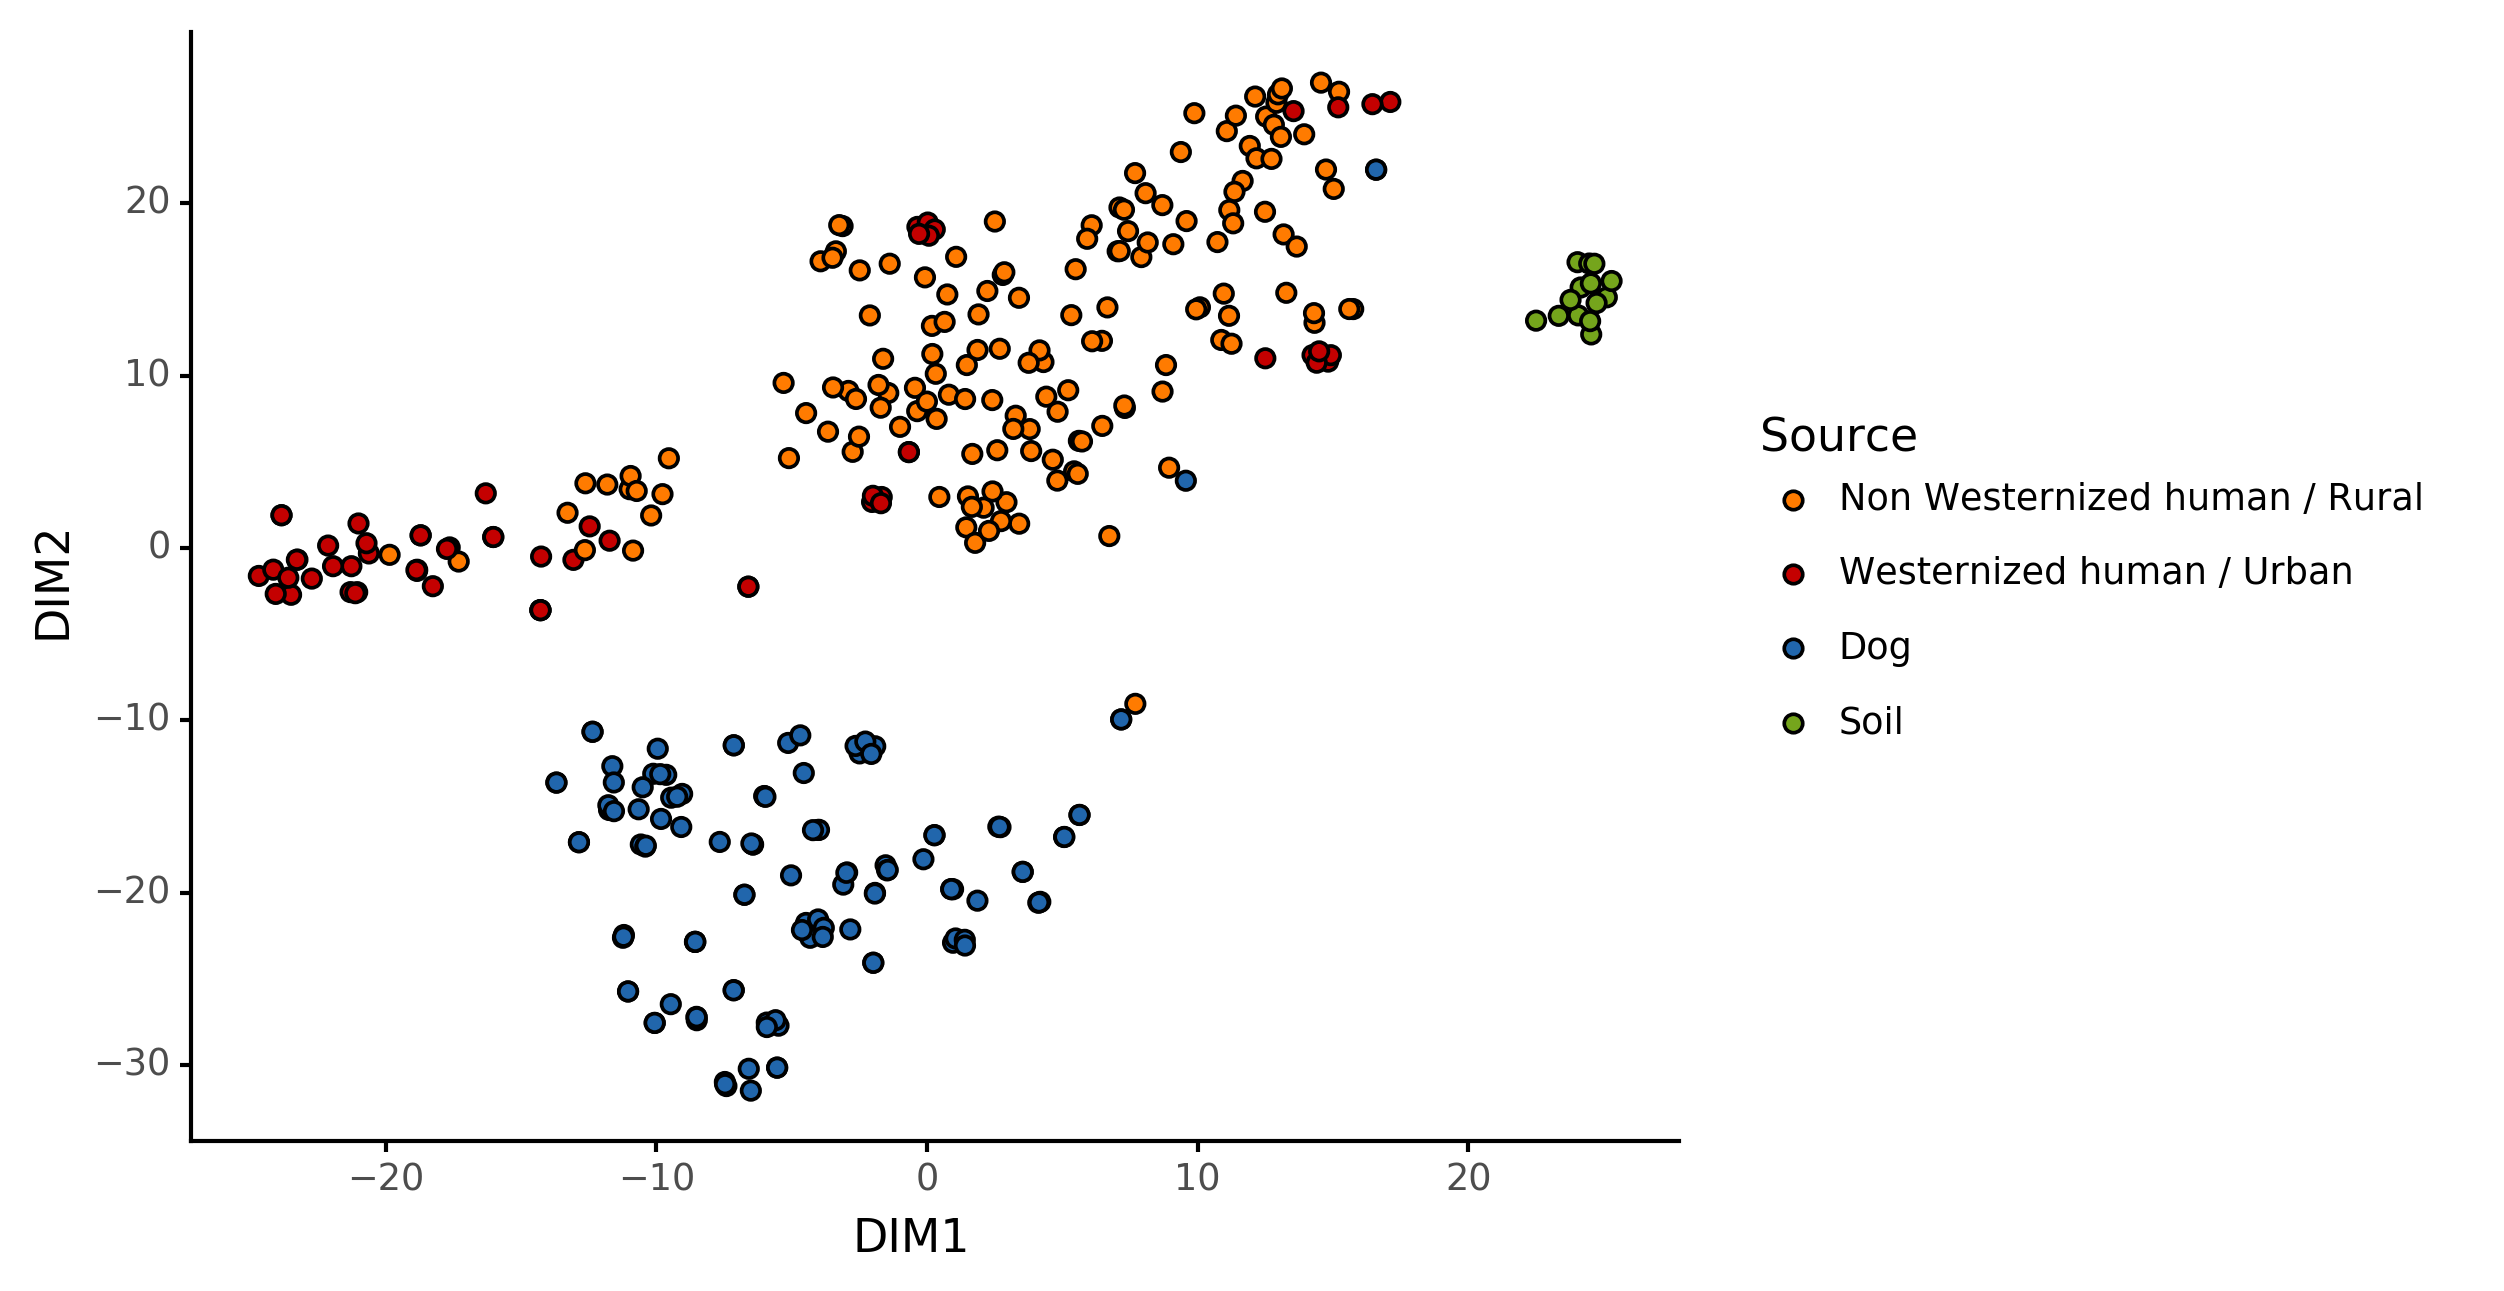 20
10
0
−10
−20
−30
DIM2
−20
−10
0
10
20
DIM1
Source
Non Westernized human / Rural
Westernized human / Urban
Dog
Soil